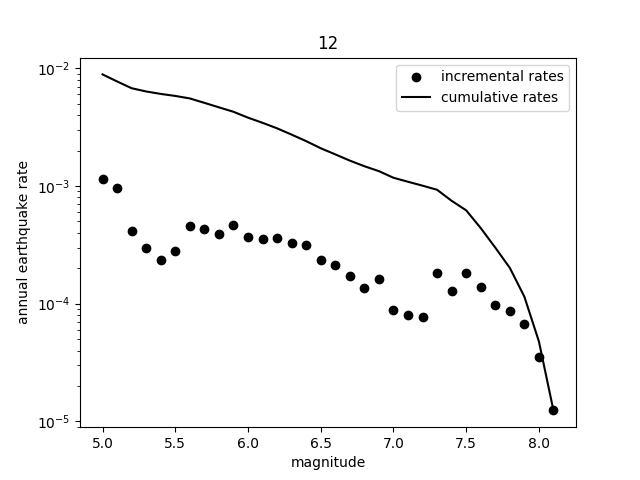 12
incremental rates
cumulative rates
annual earthquake rate
10⁻²
10⁻³
10⁻⁴
10⁻⁵
5.0 5.5 6.0 6.5 7.0 7.5 8.0
magnitude